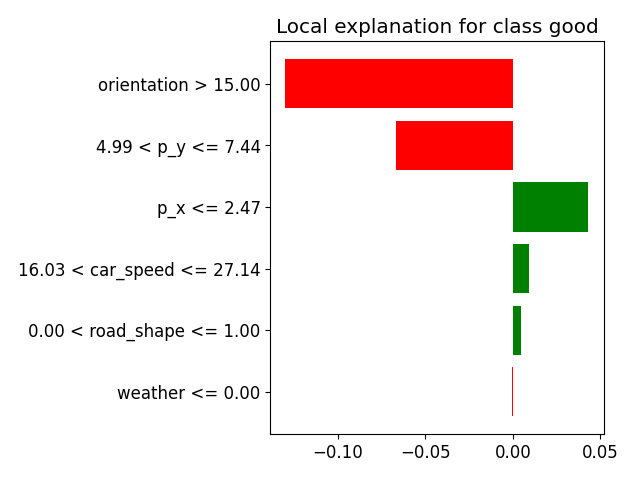 Local explanation for class good
orientation > 15.00
4.99 < p_y <= 7.44
p_x <= 2.47
16.03 < car_speed <= 27.14
0.00 < road_shape <= 1.00
weather <= 0.00
−0.10 −0.05 0.00 0.05